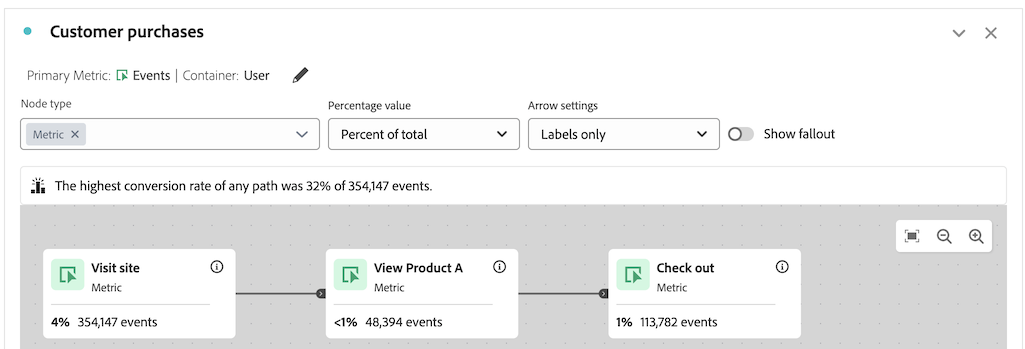 Customer purchases
Primary Metric: Events | Container: User
Node type Percentage value Arrow settings
Metric Percent of total Labels only Show fallout
The highest conversion rate of any path was 32% of 354,147 events.
Visit site
Metric
4% 354,147 events
View Product A
Metric
<1% 48,394 events
Check out
Metric
1% 113,782 events